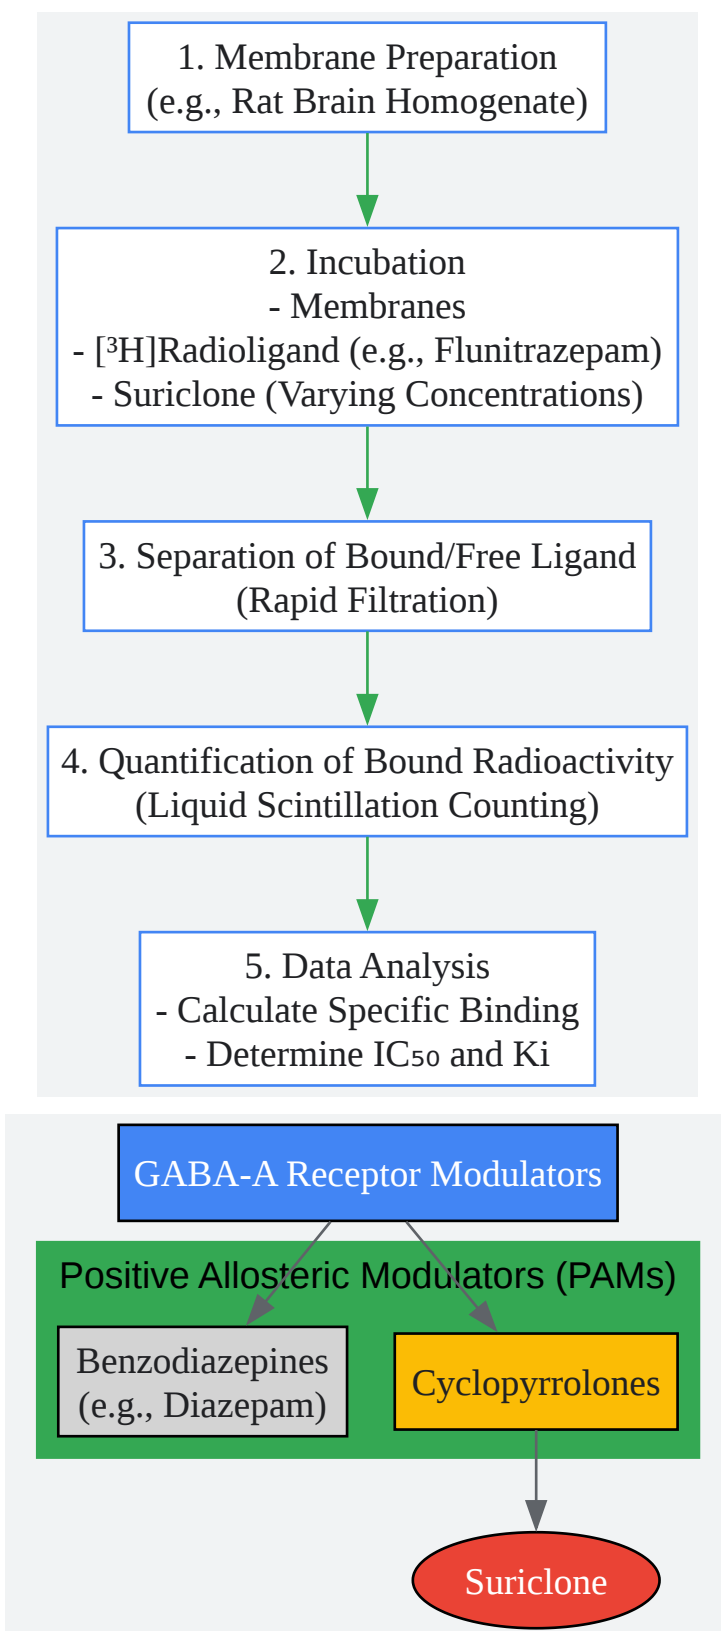 1. Membrane Preparation
(e.g., Rat Brain Homogenate)
2. Incubation
- Membranes
- [³H]Radioligand (e.g., Flunitrazepam)
- Suriclone (Varying Concentrations)
3. Separation of Bound/Free Ligand
(Rapid Filtration)
4. Quantification of Bound Radioactivity
(Liquid Scintillation Counting)
5. Data Analysis
- Calculate Specific Binding
- Determine IC₅₀ and Ki
GABA-A Receptor Modulators
Positive Allosteric Modulators (PAMs)
Benzodiazepines
(e.g., Diazepam)
Cyclopyrrolones
Suriclone